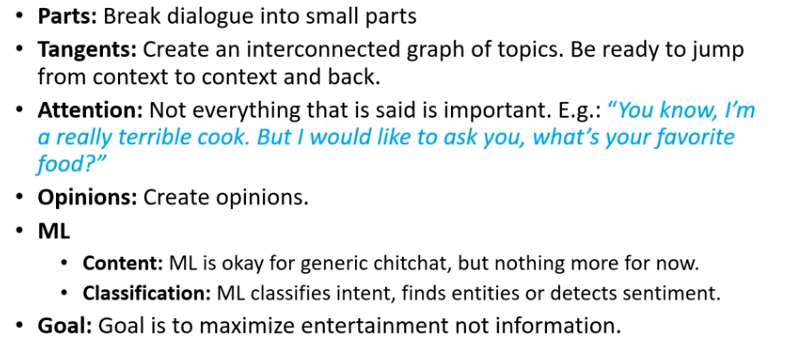 • Parts: Break dialogue into small parts
• Tangents: Create an interconnected graph of topics. Be ready to jump
from context to context and back.
• Attention: Not everything that is said is important. E.g.: “You know, I’m
a really terrible cook. But I would like to ask you, what’s your favorite
food?”
• Opinions: Create opinions.
• ML
• Content: ML is okay for generic chitchat, but nothing more for now.
• Classification: ML classifies intent, finds entities or detects sentiment.
• Goal: Goal is to maximize entertainment not information.